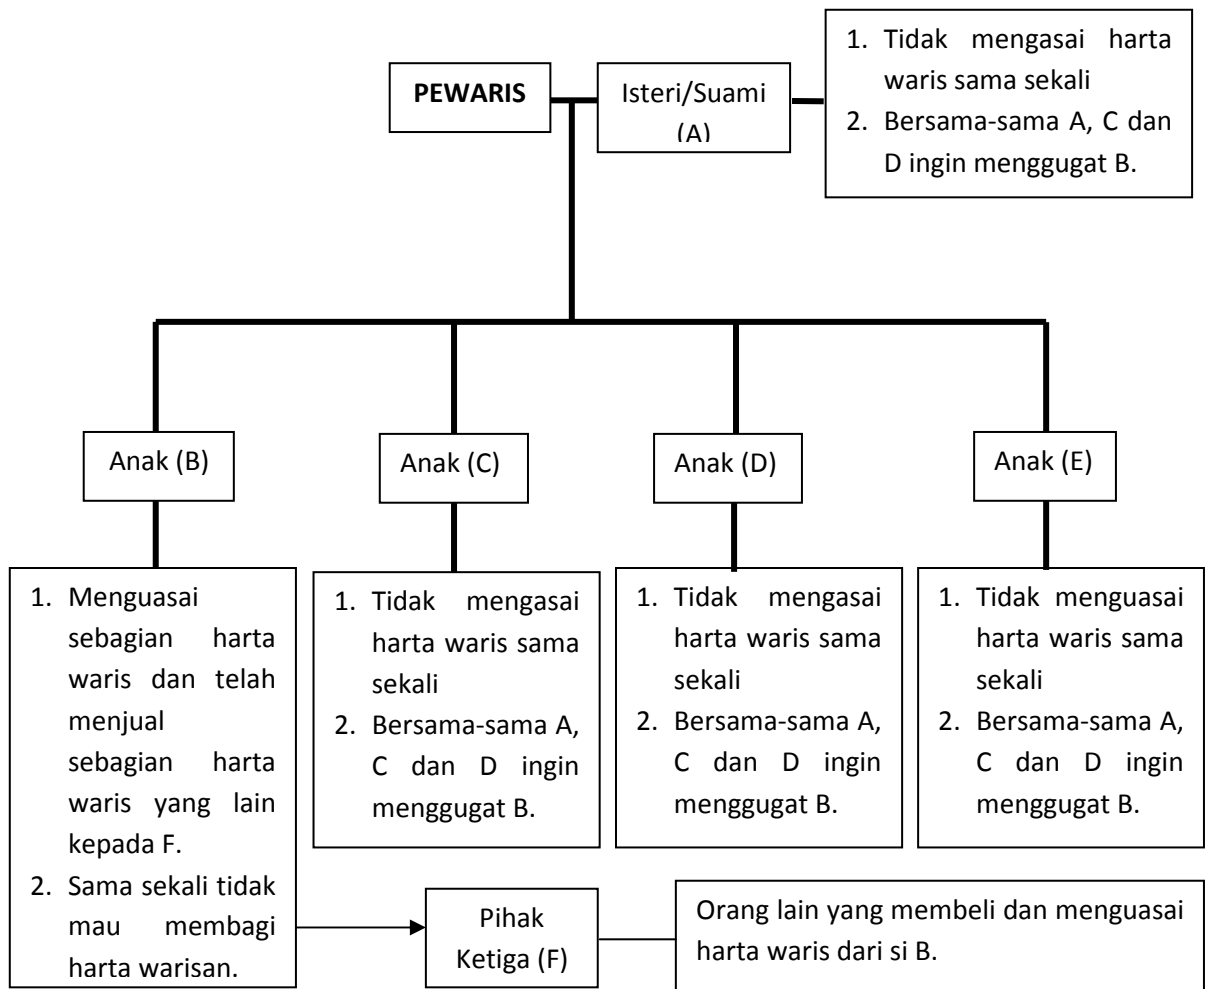 PEWARIS
Isteri/Suami
(A)
1. Tidak mengasai harta
waris sama sekali
2. Bersama-sama A, C dan
D ingin menggugat B.
Anak (B)
Anak (C)
Anak (D)
Anak (E)
1. Menguasai
sebagian harta
waris dan telah
menjual
sebagian harta
waris yang lain
kepada F.
2. Sama sekali tidak
mau membagi
harta warisan.
1. Tidak mengasai
harta waris sama
sekali
2. Bersama-sama A,
C dan D ingin
menggugat B.
1. Tidak mengasai
harta waris sama
sekali
2. Bersama-sama A,
C dan D ingin
menggugat B.
1. Tidak menguasai
harta waris sama
sekali
2. Bersama-sama A,
C dan D ingin
menggugat B.
Pihak
Ketiga (F)
Orang lain yang membeli dan menguasai
harta waris dari si B.